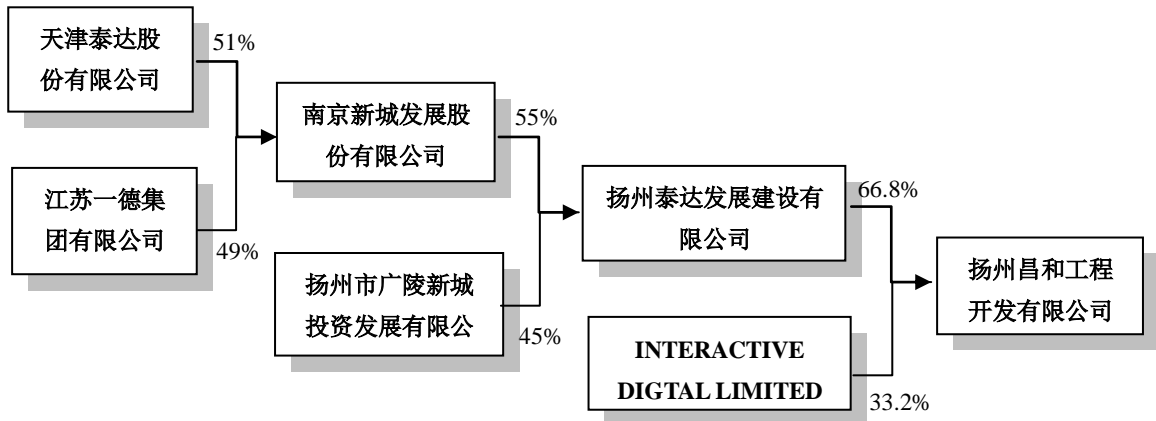 天津泰达股
份有限公司
51%
江苏一德集
团有限公司
49%
南京新城发展股
份有限公司
55%
扬州市广陵新城
投资发展有限公
45%
扬州泰达发展建设有
限公司
66.8%
INTERACTIVE
DIGTAL LIMITED
33.2%
扬州昌和工程
开发有限公司